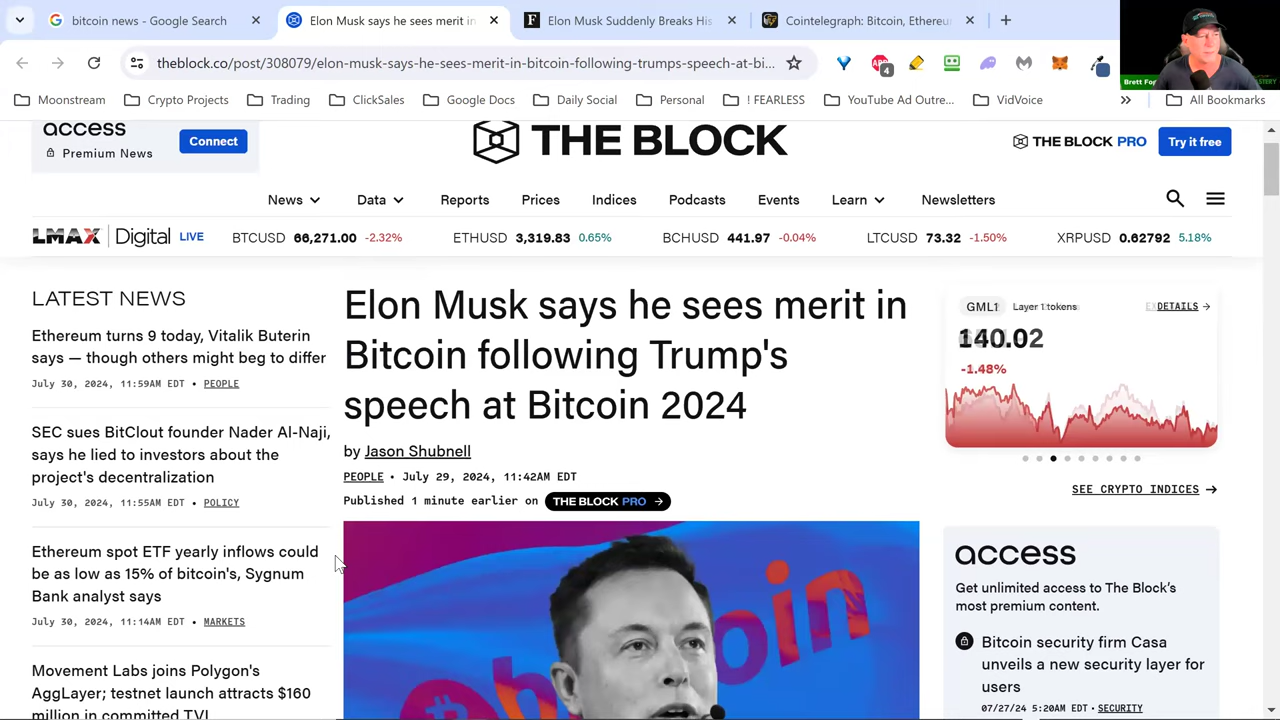 bitcoin news - Google Search
Elon Musk says he sees merit in
Elon Musk Suddenly Breaks His
Cointelegraph: Bitcoin, Ethereu
theblock.co/post/308079/elon-musk-says-he-sees-merit-in-bitcoin-following-trumps-speech-at-bi...
4
Moonstream
Crypto Projects
Trading
ClickSales
Google Docs
Daily Social
Personal
! FEARLESS
YouTube Ad Outre...
VidVoice
All Bookmarks
access
Premium News
Connect
THE BLOCK
THE BLOCK PRO
Try it free
News
Data
Reports
Prices
Indices
Podcasts
Events
Learn
Newsletters
LMAX Digital LIVE
BTCUSD 66,271.00 -2.32%
ETHUSD 3,319.83 0.65%
BCHUSD 441.97 -0.04%
LTCUSD 73.32 -1.50%
XRPUSD 0.62792 5.18%
LATEST NEWS
Ethereum turns 9 today, Vitalik Buterin
says — though others might beg to differ
July 30, 2024, 11:59AM EDT • PEOPLE
SEC sues BitClout founder Nader Al-Naji,
says he lied to investors about the
project's decentralization
July 30, 2024, 11:55AM EDT • POLICY
Ethereum spot ETF yearly inflows could
be as low as 15% of bitcoin's, Sygnum
Bank analyst says
July 30, 2024, 11:14AM EDT • MARKETS
Movement Labs joins Polygon's
AggLayer; testnet launch attracts $160
million in committed TVL
Elon Musk says he sees merit in
Bitcoin following Trump's
speech at Bitcoin 2024
by Jason Shubnell
PEOPLE • July 29, 2024, 11:42AM EDT
Published 1 minute earlier on THE BLOCK PRO
bitcoin
GML1 Layer 1 tokens
DETAILS
140.02
-1.48%
SEE CRYPTO INDICES
access
Get unlimited access to The Block's
most premium content.
Bitcoin security firm Casa
unveils a new security layer for
users
07/27/24 5:20AM EDT • SECURITY